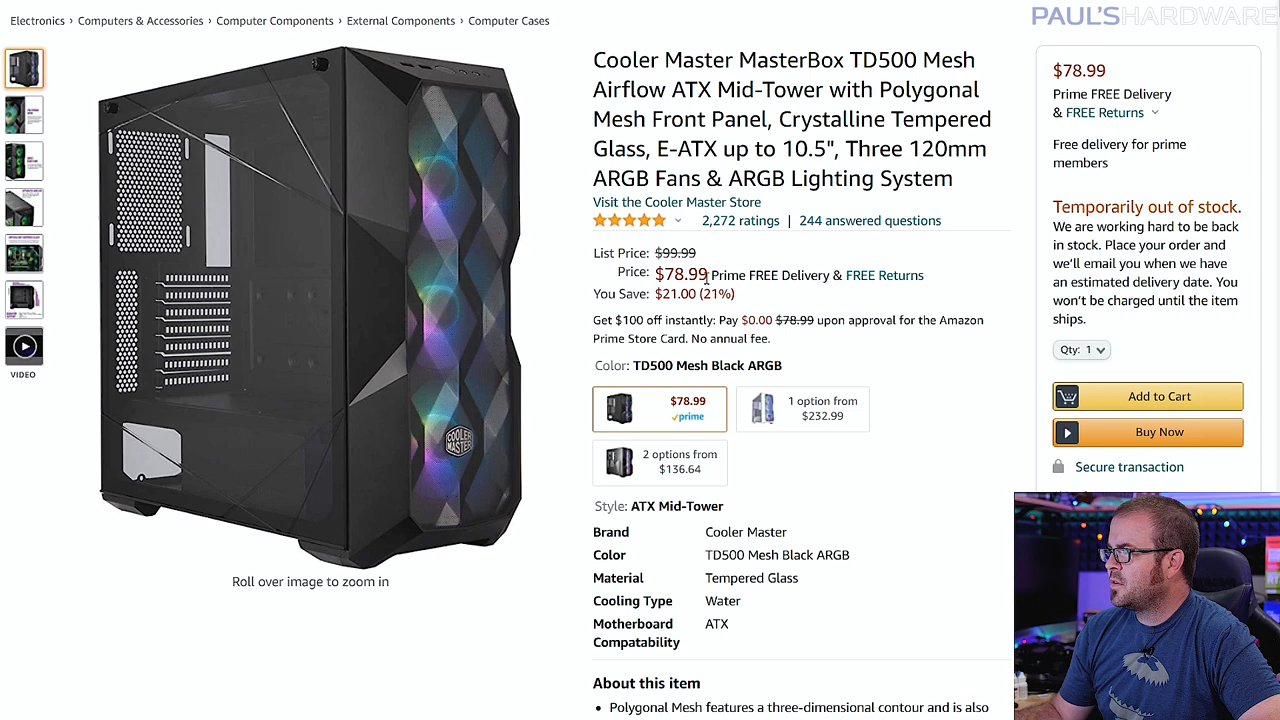 Electronics › Computers & Accessories › Computer Components › External Components › Computer Cases
PAUL'SHARDWARE
Cooler Master MasterBox TD500 Mesh
Airflow ATX Mid-Tower with Polygonal
Mesh Front Panel, Crystalline Tempered
Glass, E-ATX up to 10.5", Three 120mm
ARGB Fans & ARGB Lighting System
Visit the Cooler Master Store
2,272 ratings | 244 answered questions
List Price: $99.99
Price: $78.99 Prime FREE Delivery & FREE Returns
You Save: $21.00 (21%)
Get $100 off instantly: Pay $0.00 $78.99 upon approval for the Amazon
Prime Store Card. No annual fee.
Color: TD500 Mesh Black ARGB
$78.99
prime
1 option from
$232.99
2 options from
$136.64
Style: ATX Mid-Tower
Brand Cooler Master
Color TD500 Mesh Black ARGB
Material Tempered Glass
Cooling Type Water
Motherboard ATX
Compatability
About this item
• Polygonal Mesh features a three-dimensional contour and is also
VIDEO
COOLER
MASTER
Roll over image to zoom in
$78.99
Prime FREE Delivery
& FREE Returns
Free delivery for prime
members
Temporarily out of stock.
We are working hard to be back
in stock. Place your order and
we'll email you when we have
an estimated delivery date. You
won't be charged until the item
ships.
Qty: 1
Add to Cart
Buy Now
Secure transaction